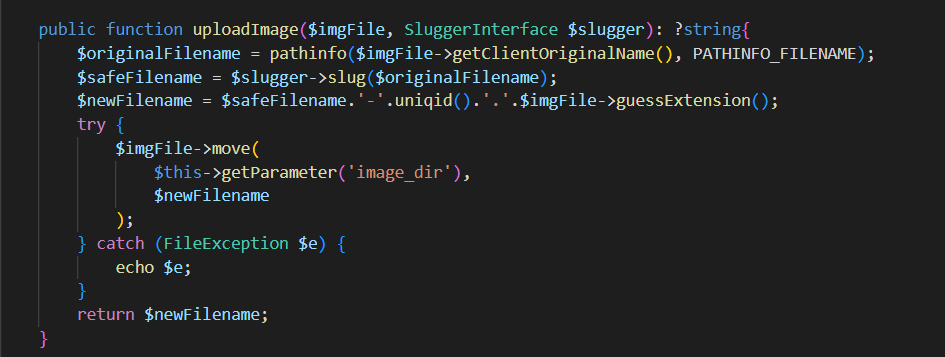 public function uploadImage($imgFile, SluggerInterface $slugger): ?string{
$originalFilename = pathinfo($imgFile->getClientOriginalName(), PATHINFO_FILENAME);
$safeFilename = $slugger->slug($originalFilename);
$newFilename = $safeFilename.'-'.uniqid().'.'.$imgFile->guessExtension();
try {
$imgFile->move(
$this->getParameter('image_dir'),
$newFilename
);
} catch (FileException $e) {
echo $e;
}
return $newFilename;
}